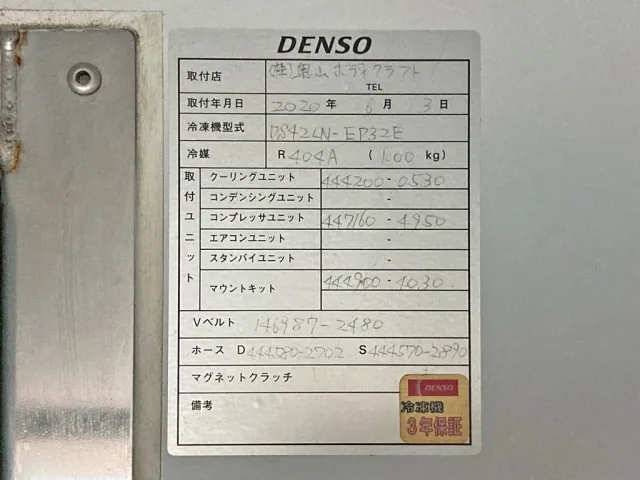 DENSO
取付店 (株)奥山ボディクラフト
TEL
取付年月日 2020年 6月 3日
冷凍機型式 DS42LN-EP32E
冷媒 R404A (1.00 kg)
取付ユニット
クーリングユニット 444200-0530
コンデンシングユニット -
コンプレッサユニット 447160-4950
エアコンユニット -
スタンバイユニット -
マウントキット 444900-4030
Vベルト 146987-2480
ホース D 444580-2702 S 444570-2890
マグネットクラッチ
備考
DENSO
冷凍機
3年保証